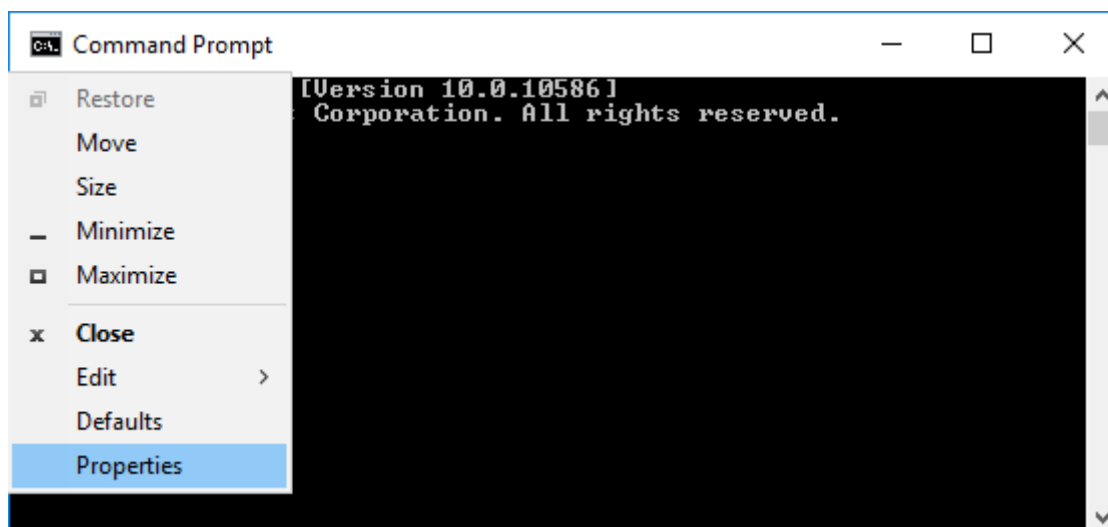 Command Prompt
[Version 10.0.10586]
Corporation. All rights reserved.
Restore
Move
Size
Minimize
Maximize
Close
Edit
Defaults
Properties